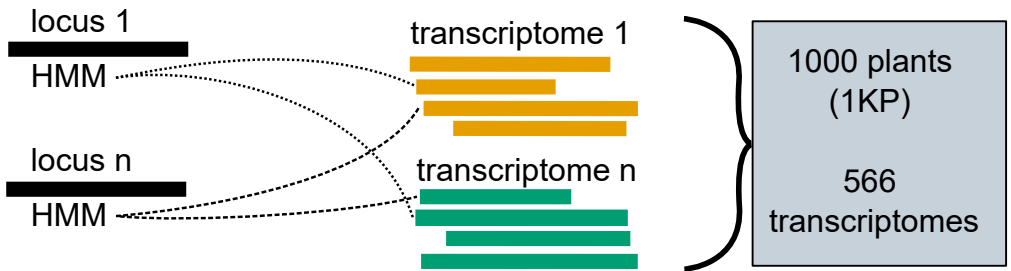 locus 1
HMM
locus n
HMM
transcriptome 1
transcriptome n
1000 plants
(1KP)
566
transcriptomes